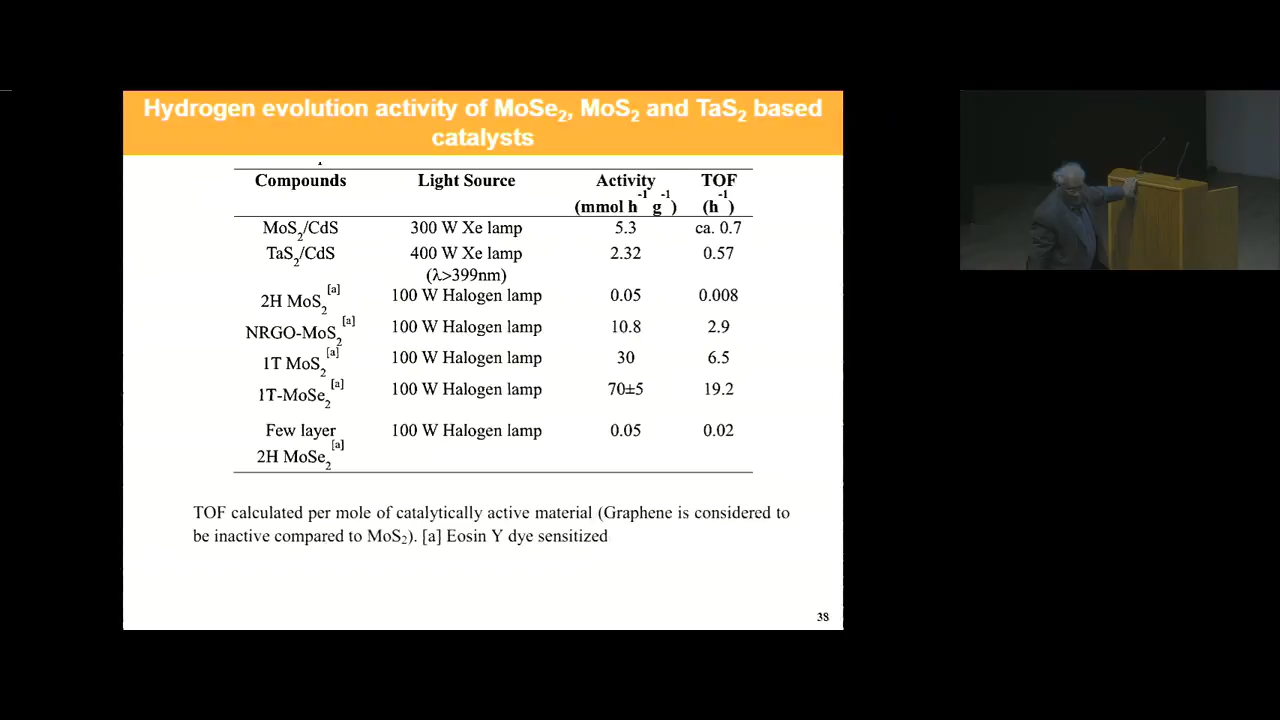 Hydrogen evolution activity of MoSe2, MoS2 and TaS2 based
catalysts
Compounds Light Source Activity (mmol h-1 g-1) TOF (h-1)
MoS2/CdS 300 W Xe lamp 5.3 ca. 0.7
TaS2/CdS 400 W Xe lamp (λ>399nm) 2.32 0.57
2H MoS2[a] 100 W Halogen lamp 0.05 0.008
NRGO-MoS2[a] 100 W Halogen lamp 10.8 2.9
1T MoS2[a] 100 W Halogen lamp 30 6.5
1T-MoSe2[a] 100 W Halogen lamp 70±5 19.2
Few layer 2H MoSe2[a] 100 W Halogen lamp 0.05 0.02
TOF calculated per mole of catalytically active material (Graphene is considered to
be inactive compared to MoS2). [a] Eosin Y dye sensitized
38